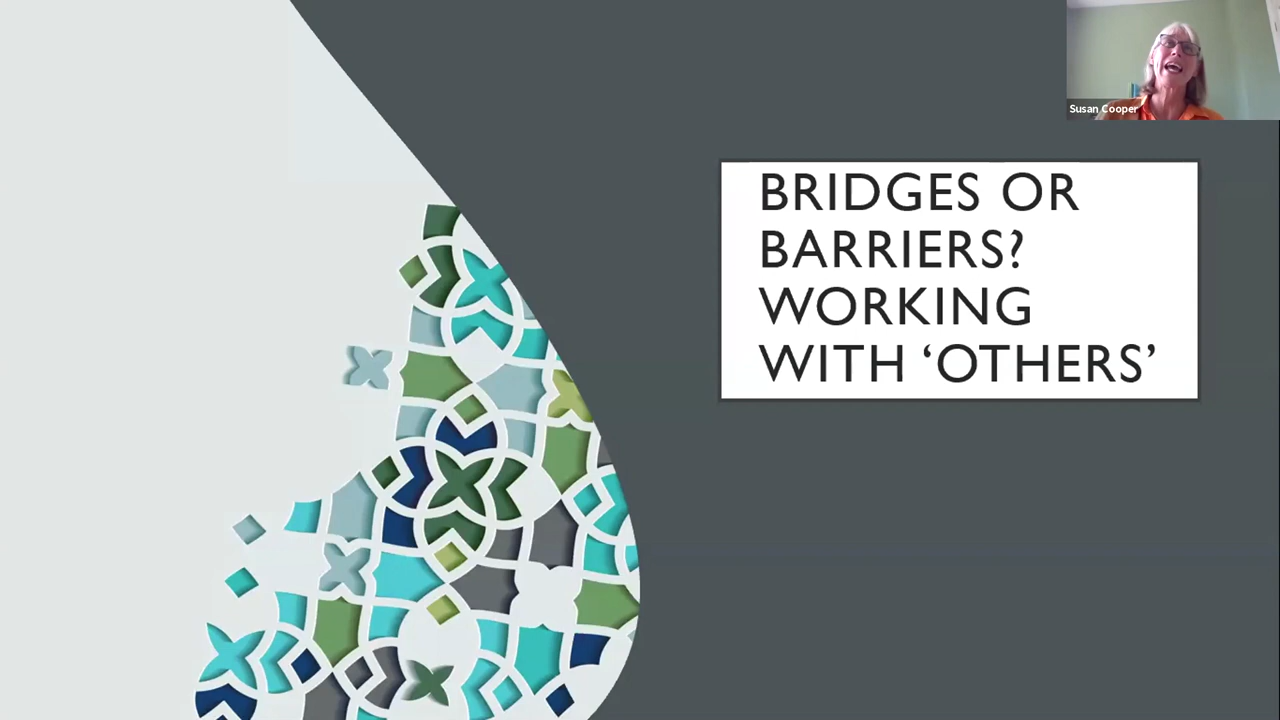 Susan Cooper
BRIDGES OR
BARRIERS?
WORKING
WITH ‘OTHERS’